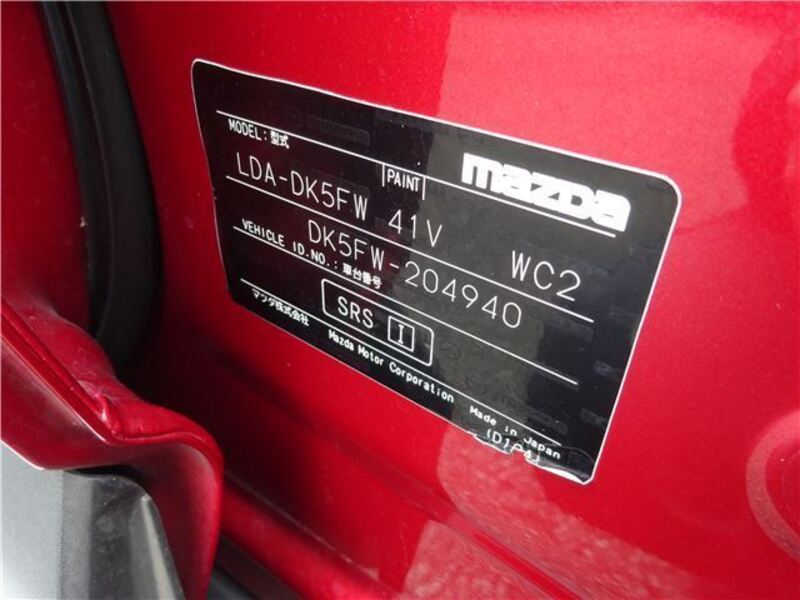 MODEL:型式
mazda
LDA-DK5FW
PAINT
41V
WC2
DK5FW-204940
VEHICLE ID.NO.:車台番号
SRS I
マツダ株式会社 Mazda Motor Corporation Made in Japan